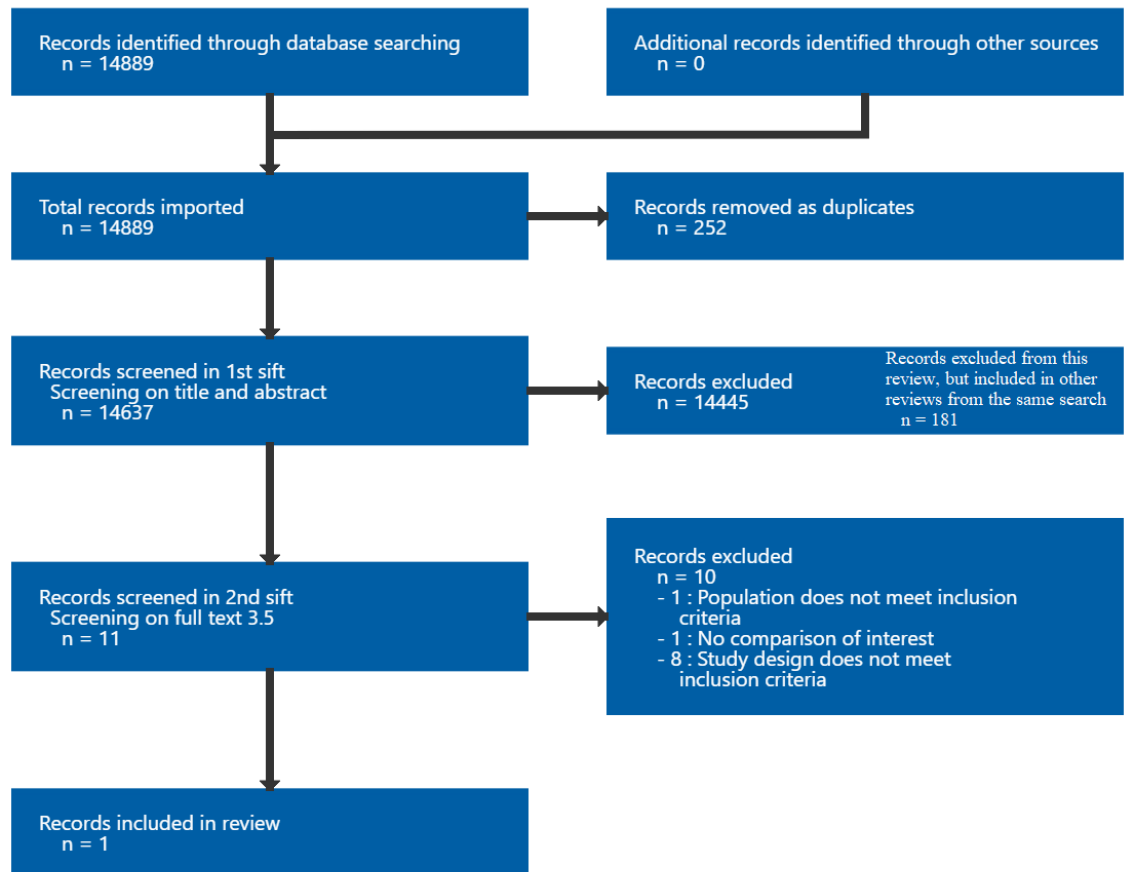 Records identified through database searching
n = 14889
Additional records identified through other sources
n = 0
Total records imported
n = 14889
Records removed as duplicates
n = 252
Records screened in 1st sift
Screening on title and abstract
n = 14637
Records excluded
n = 14445
Records excluded from this
review, but included in other
reviews from the same search
n = 181
Records screened in 2nd sift
Screening on full text 3.5
n = 11
Records excluded
n = 10
- 1 : Population does not meet inclusion
criteria
- 1 : No comparison of interest
- 8 : Study design does not meet
inclusion criteria
Records included in review
n = 1